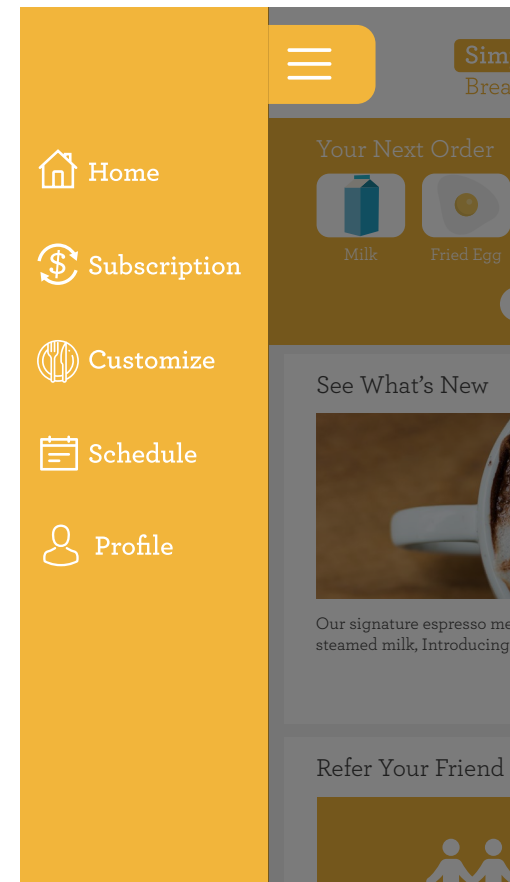 Home
Subscription
Customize
Schedule
Profile
Your Next Order
Milk
Fried Egg
See What's New
Our signature espresso
steamed milk, Introducing
Refer Your Friend